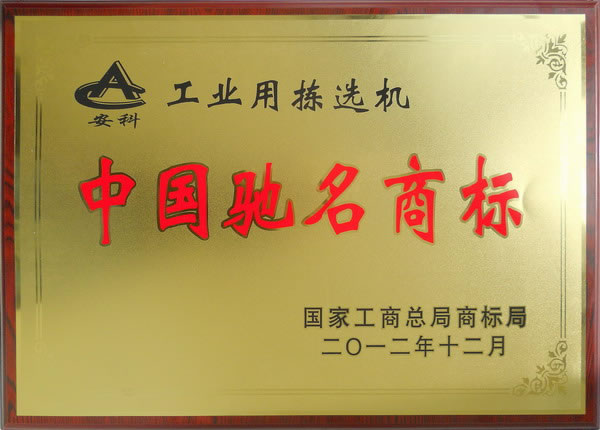 工业用拣选机
安科
中国驰名商标
国家工商总局商标局
二〇一二年十二月